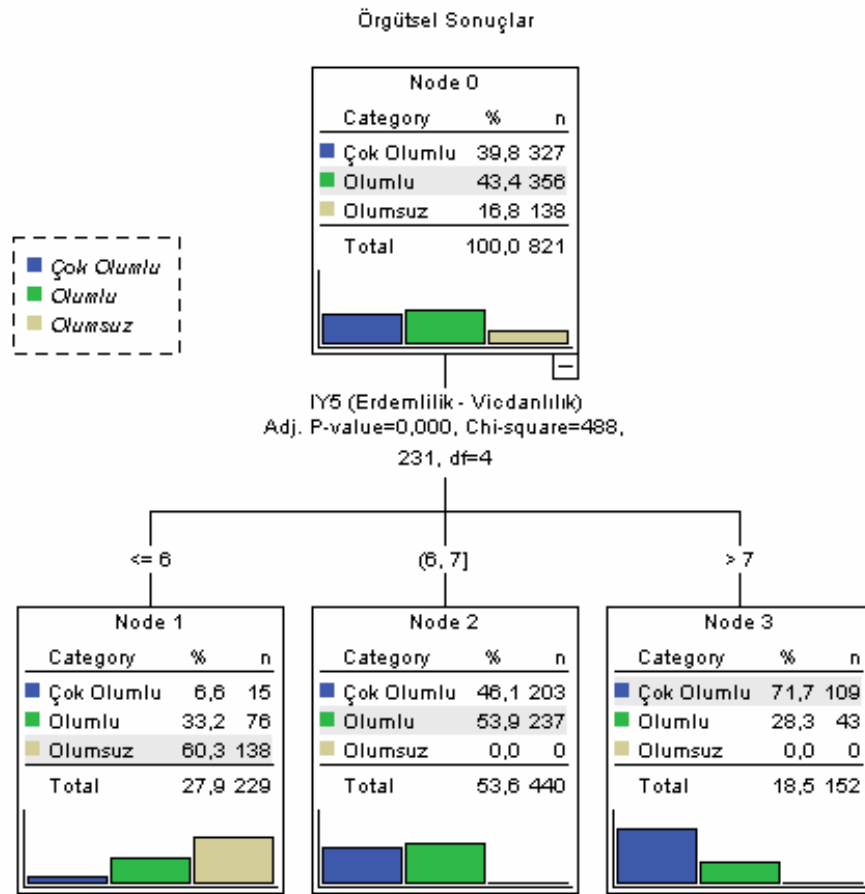 Örgütsel Sonuçlar
Node 0
Category % n
Çok Olumlu 39,8 327
Olumlu 43,4 356
Olumsuz 16,8 138
Total 100,0 821
Çok Olumlu
Olumlu
Olumsuz
IY5 (Erdemlilik - Vicdanlılık)
Adj. P-value=0,000, Chi-square=488,
231, df=4
<= 6
(6, 7]
> 7
Node 1
Category % n
Çok Olumlu 6,6 15
Olumlu 33,2 76
Olumsuz 60,3 138
Total 27,9 229
Node 2
Category % n
Çok Olumlu 46,1 203
Olumlu 53,9 237
Olumsuz 0,0 0
Total 53,6 440
Node 3
Category % n
Çok Olumlu 71,7 109
Olumlu 28,3 43
Olumsuz 0,0 0
Total 18,5 152